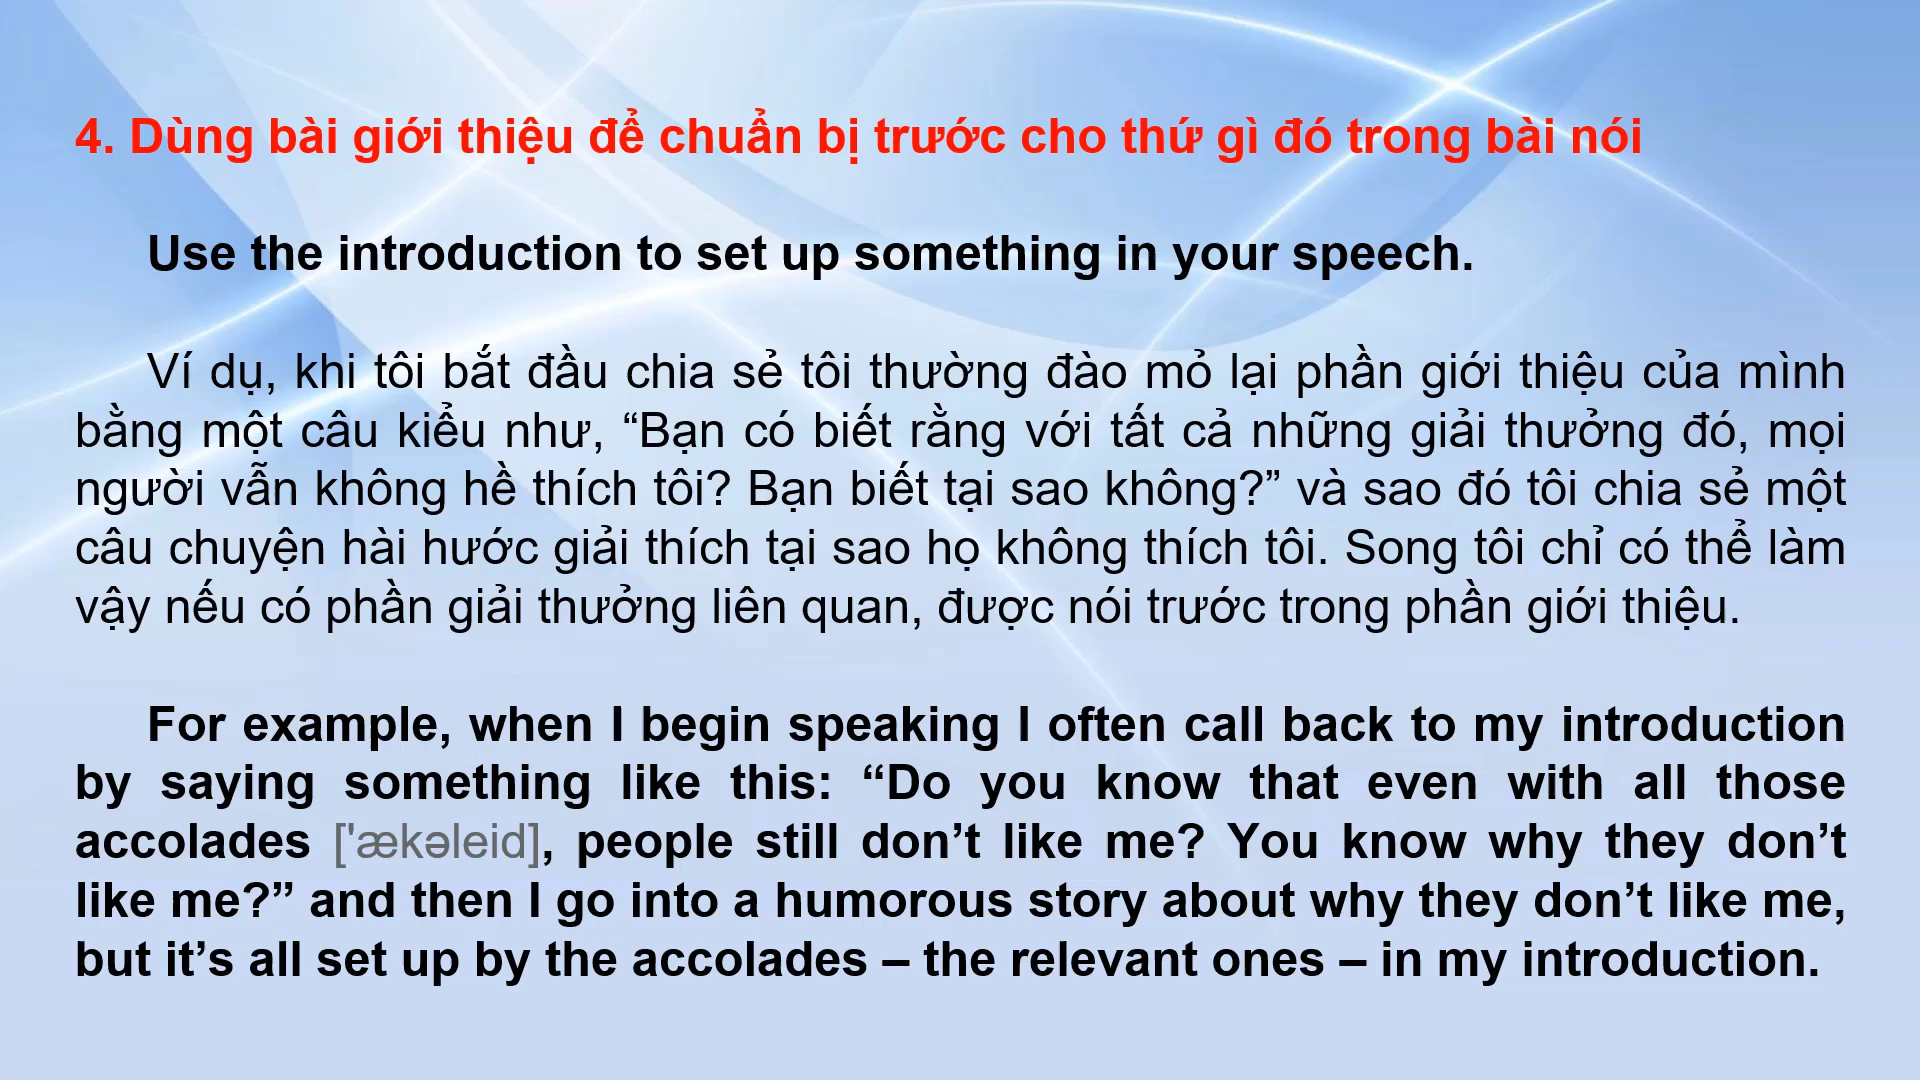 4. Dùng bài giới thiệu để chuẩn bị trước cho thứ gì đó trong bài nói
Use the introduction to set up something in your speech.
Ví dụ, khi tôi bắt đầu chia sẻ tôi thường đào mỏ lại phần giới thiệu của mình
bằng một câu kiểu như, “Bạn có biết rằng với tất cả những giải thưởng đó, mọi
người vẫn không hề thích tôi? Bạn biết tại sao không?” và sao đó tôi chia sẻ một
câu chuyện hài hước giải thích tại sao họ không thích tôi. Song tôi chỉ có thể làm
vậy nếu có phần giải thưởng liên quan, được nói trước trong phần giới thiệu.
For example, when I begin speaking I often call back to my introduction
by saying something like this: “Do you know that even with all those
accolades ['ækəleid], people still don’t like me? You know why they don’t
like me?” and then I go into a humorous story about why they don’t like me,
but it’s all set up by the accolades – the relevant ones – in my introduction.